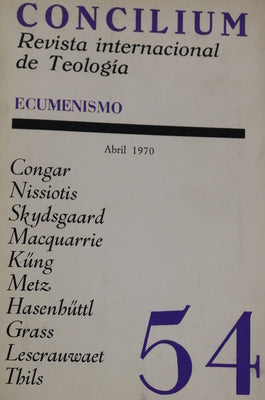 CONCILIUM
Revista internacional
de Teología
ECUMENISMO
Abril 1970
Congar
Nissiotis
Skydsgaard
Macquarrie
Küng
Metz
Hasenhüttl
Grass
Lescrauwaet
Thils
54